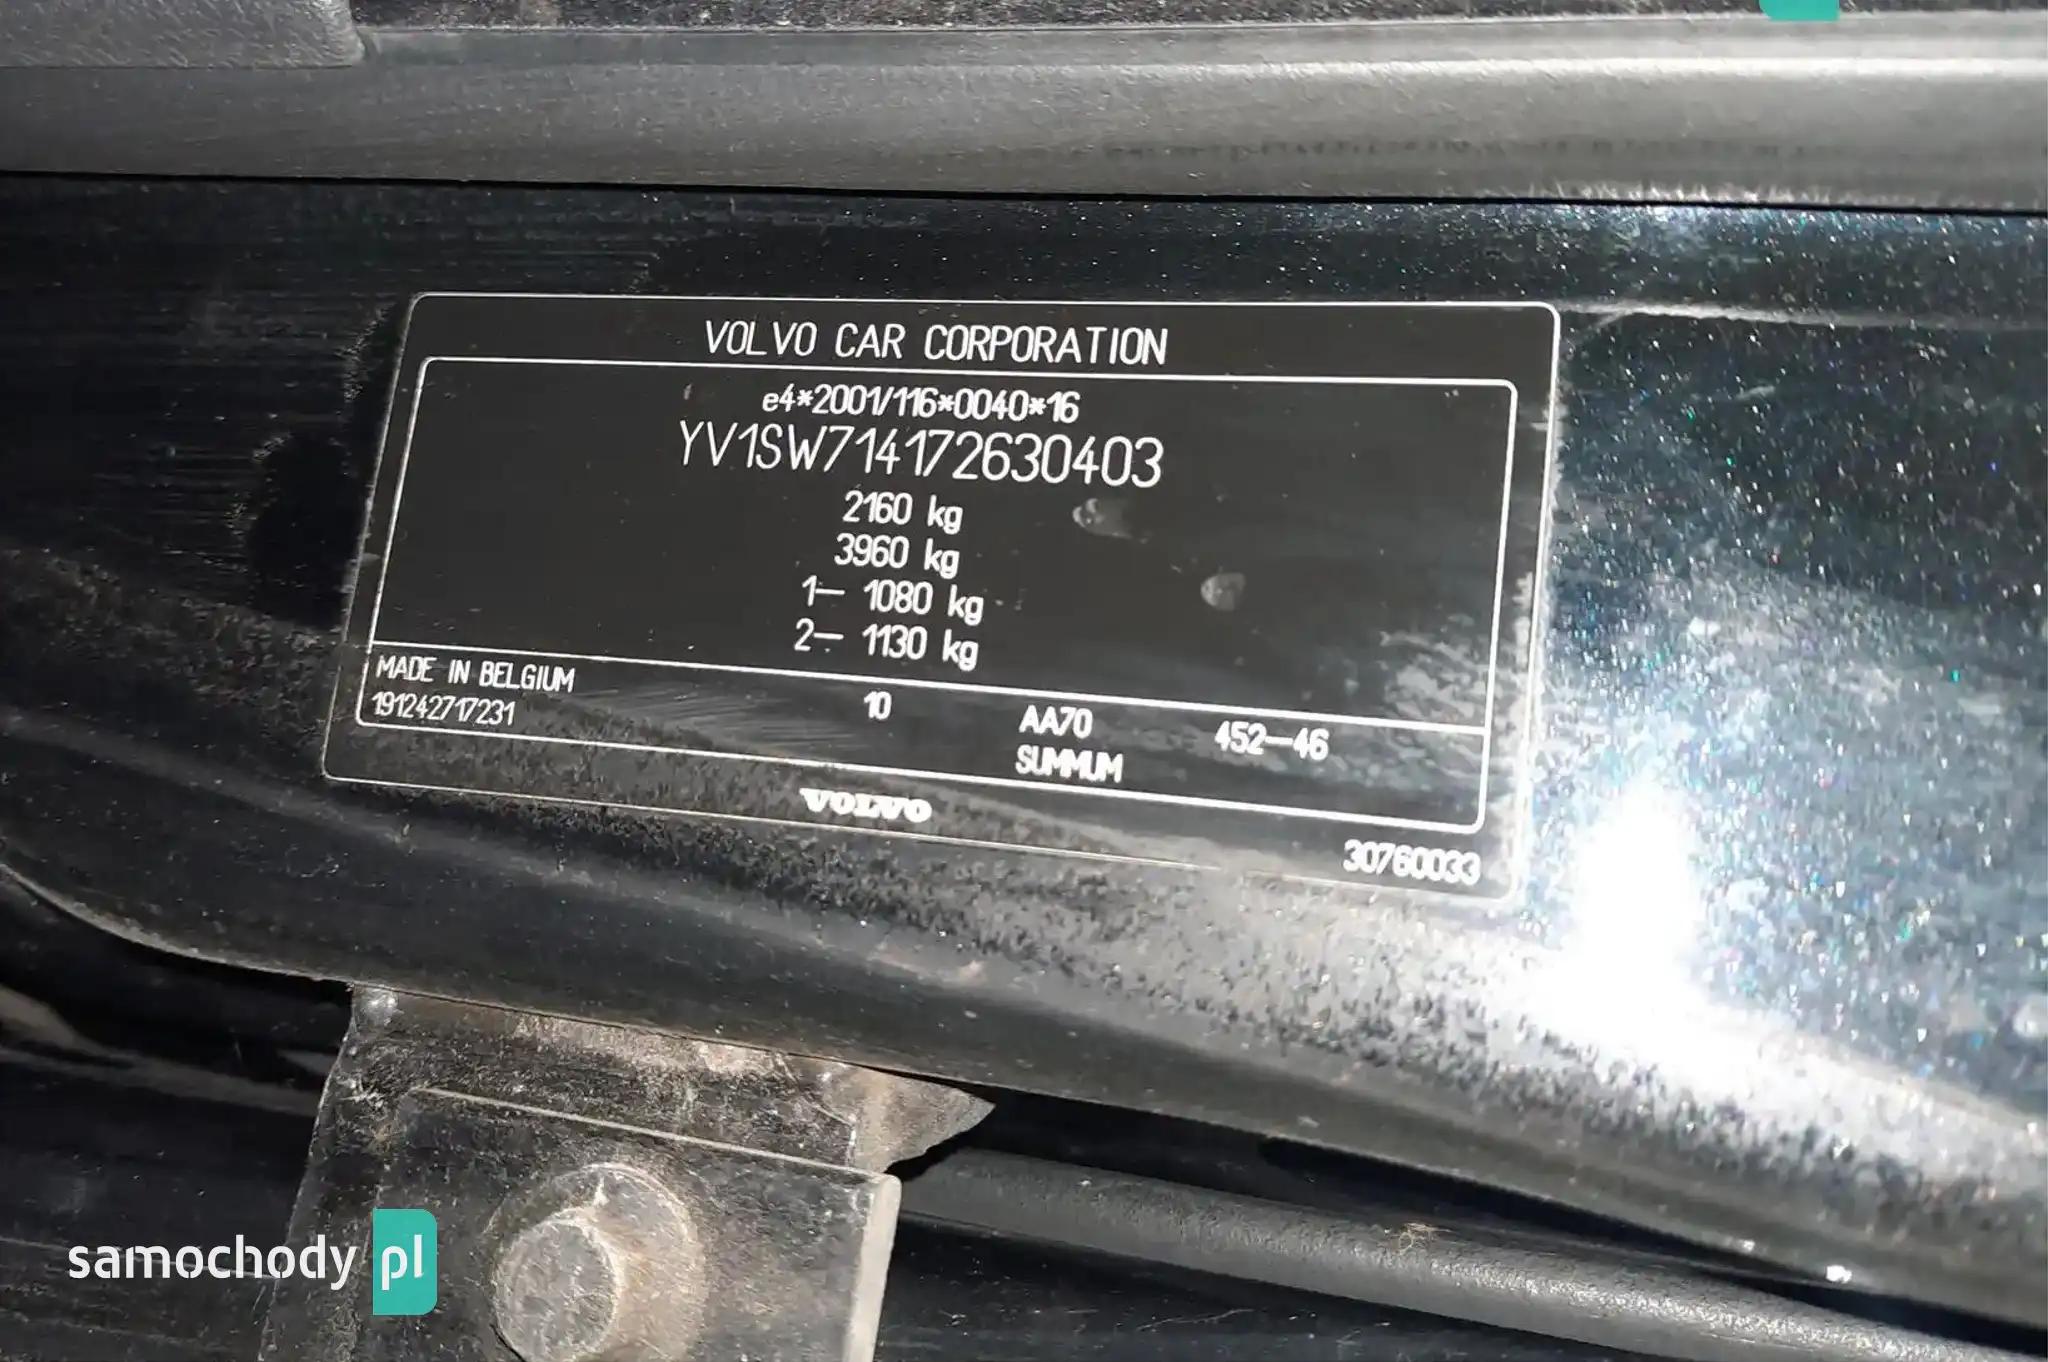 VOLVO CAR CORPORATION
e4*2001/116*0040*16
YV1SW714172630403
2160 kg
3960 kg
1— 1080 kg
2— 1130 kg
MADE IN BELGIUM
191242717231
10
AA70
452—46
SUMMUM
VOLVO
30760033
samochody pl